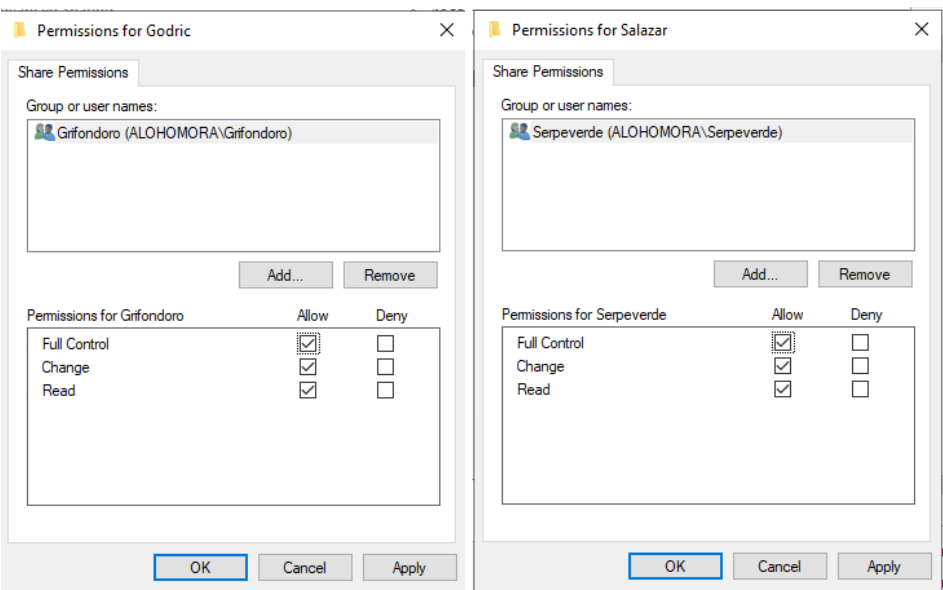 Permissions for Godric
Share Permissions
Group or user names:
Grifondoro (ALOHOMORA\Grifondoro)
Add...
Remove
Permissions for Grifondoro
Allow
Deny
Full Control
Change
Read
OK
Cancel
Apply
Permissions for Salazar
Share Permissions
Group or user names:
Serpeverde (ALOHOMORA\Serpeverde)
Add...
Remove
Permissions for Serpeverde
Allow
Deny
Full Control
Change
Read
OK
Cancel
Apply